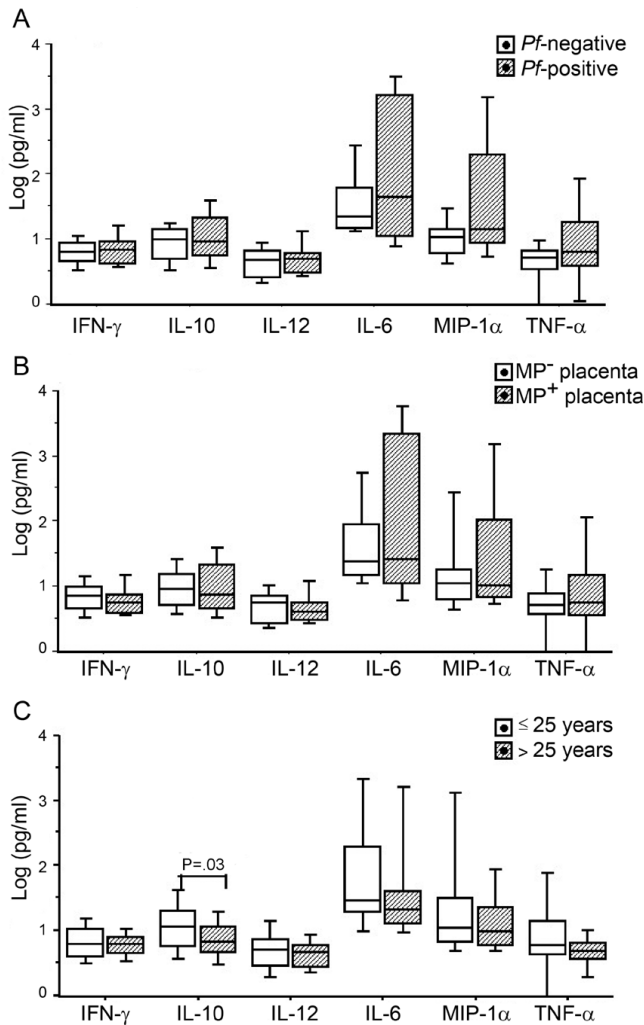 A
Pf-negative
Pf-positive
Log (pg/ml)
4
3
2
1
0
IFN-γ IL-10 IL-12 IL-6 MIP-1α TNF-α
B
MP⁻ placenta
MP⁺ placenta
Log (pg/ml)
4
3
2
1
0
IFN-γ IL-10 IL-12 IL-6 MIP-1α TNF-α
C
≤ 25 years
> 25 years
Log (pg/ml)
4
3
2
P=.03
1
0
IFN-γ IL-10 IL-12 IL-6 MIP-1α TNF-α